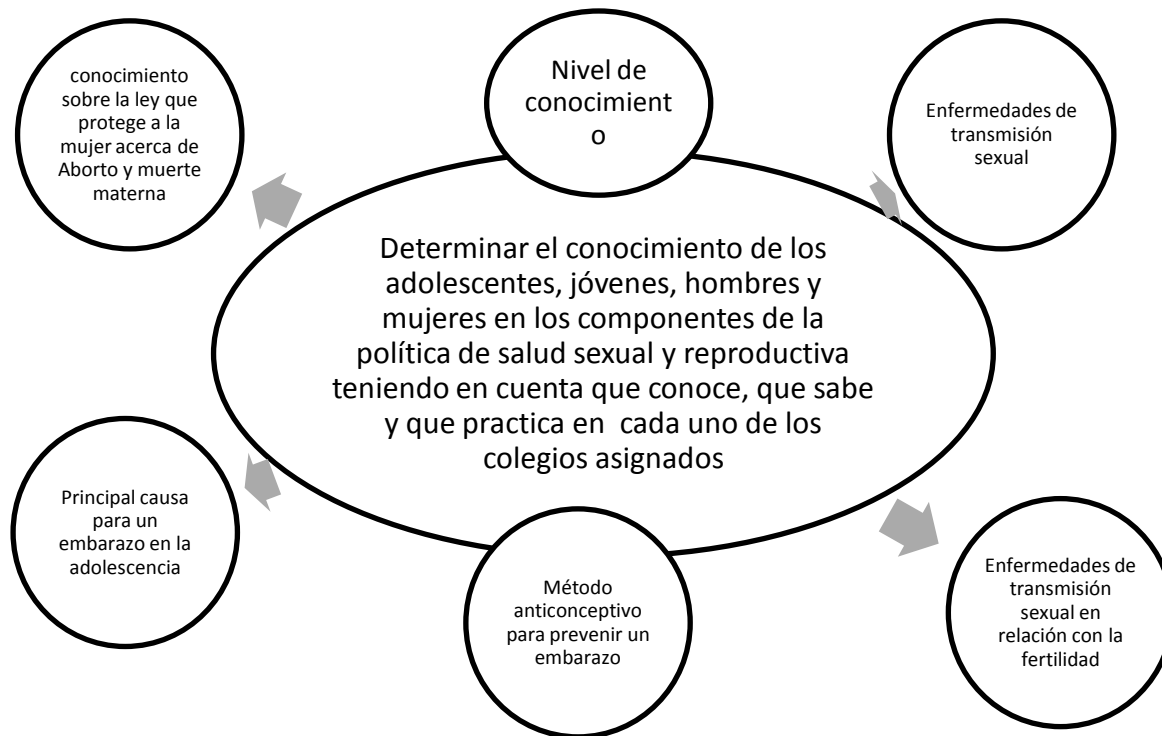 conocimiento
sobre la ley que
protege a la
mujer acerca de
Aborto y muerte
materna
Nivel de
conocimient
o
Enfermedades de
transmisión
sexual
Determinar el conocimiento de los
adolescentes, jóvenes, hombres y
mujeres en los componentes de la
política de salud sexual y reproductiva
teniendo en cuenta que conoce, que sabe
y que practica en cada uno de los
colegios asignados
Principal causa
para un
embarazo en la
adolescencia
Método
anticonceptivo
para prevenir un
embarazo
Enfermedades de
transmisión
sexual en
relación con la
fertilidad